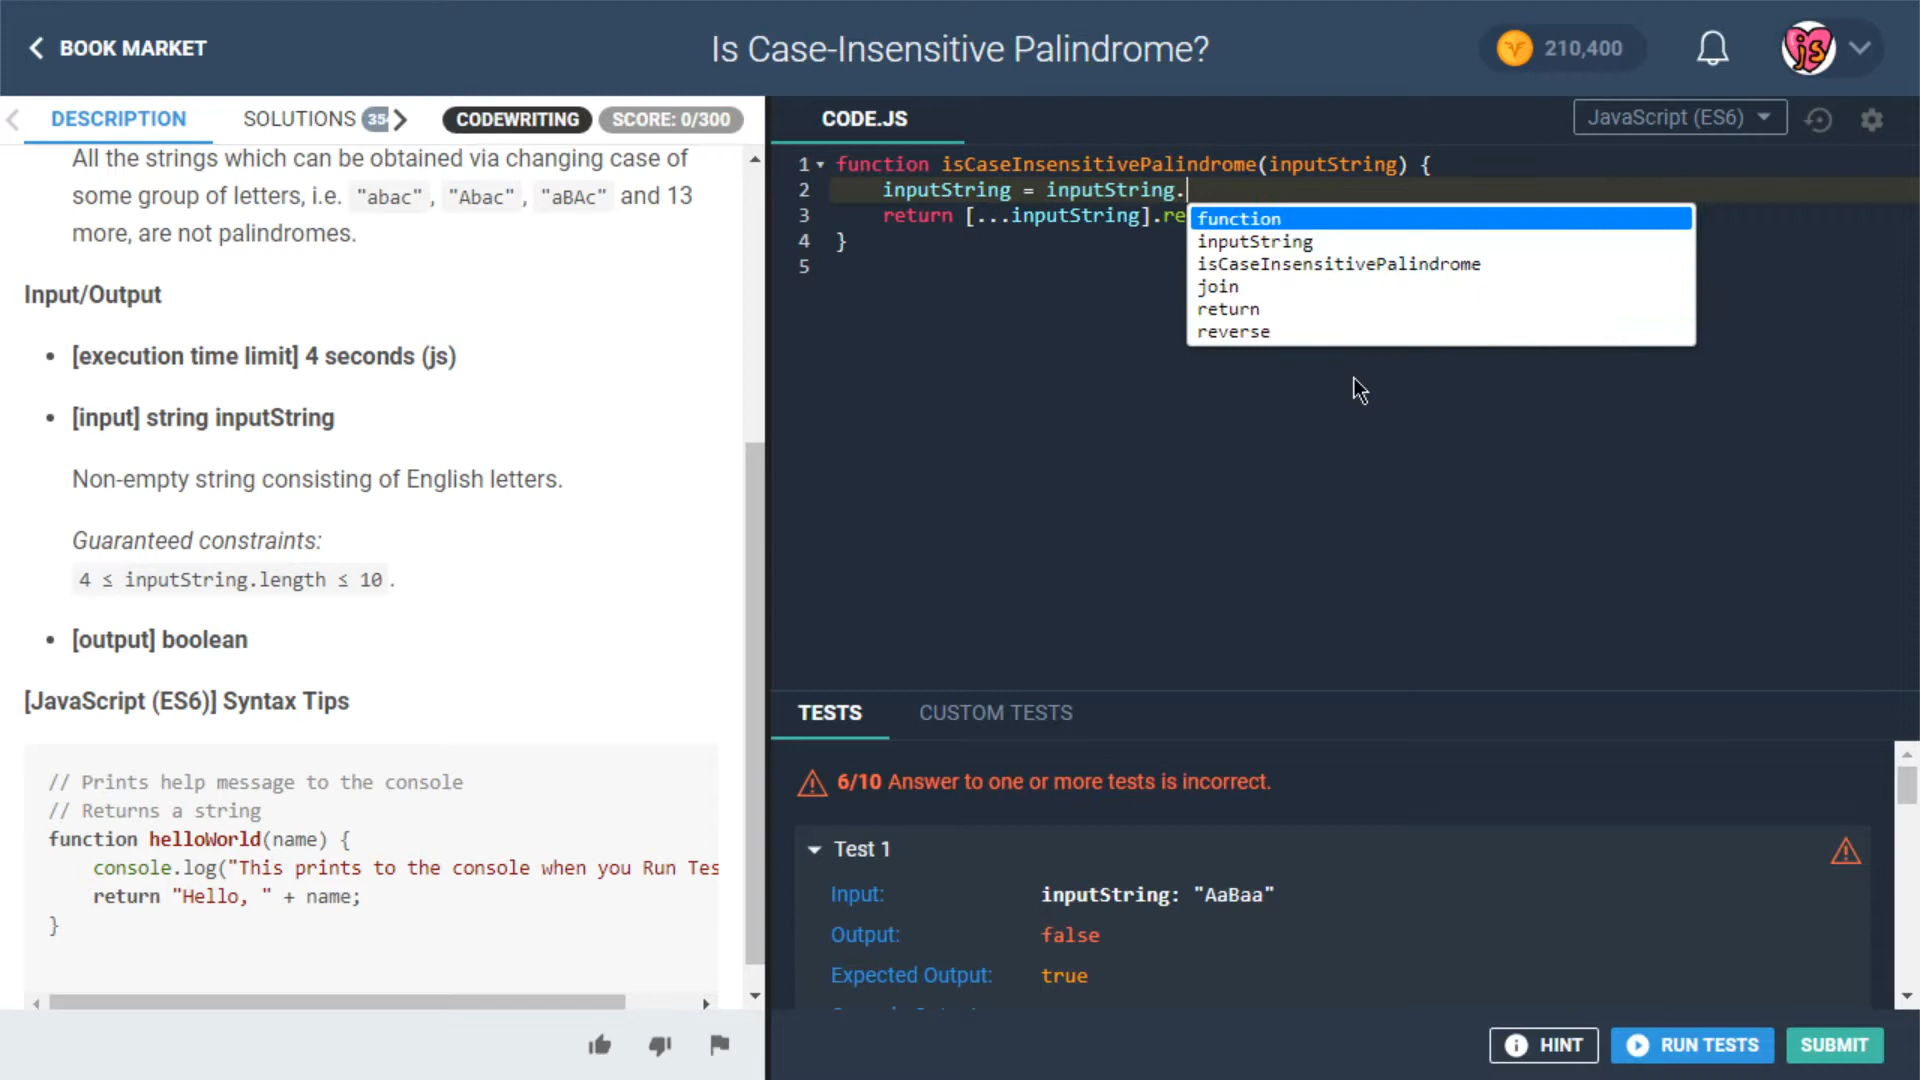 BOOK MARKET
Is Case-Insensitive Palindrome?
210,400
DESCRIPTION
SOLUTIONS 354
CODEWRITING
SCORE: 0/300
All the strings which can be obtained via changing case of
some group of letters, i.e. "abac", "Abac", "aBAc" and 13
more, are not palindromes.
Input/Output
• [execution time limit] 4 seconds (js)
• [input] string inputString
Non-empty string consisting of English letters.
Guaranteed constraints:
4 ≤ inputString.length ≤ 10.
• [output] boolean
[JavaScript (ES6)] Syntax Tips
// Prints help message to the console
// Returns a string
function helloWorld(name) {
console.log("This prints to the console when you Run Tes
return "Hello, " + name;
}
CODE.JS
JavaScript (ES6)
1 function isCaseInsensitivePalindrome(inputString) {
2 inputString = inputString.
3 return [...inputString].re
4 }
5
function
inputString
isCaseInsensitivePalindrome
join
return
reverse
TESTS
CUSTOM TESTS
6/10 Answer to one or more tests is incorrect.
Test 1
Input: inputString: "AaBaa"
Output: false
Expected Output: true
HINT
RUN TESTS
SUBMIT
js